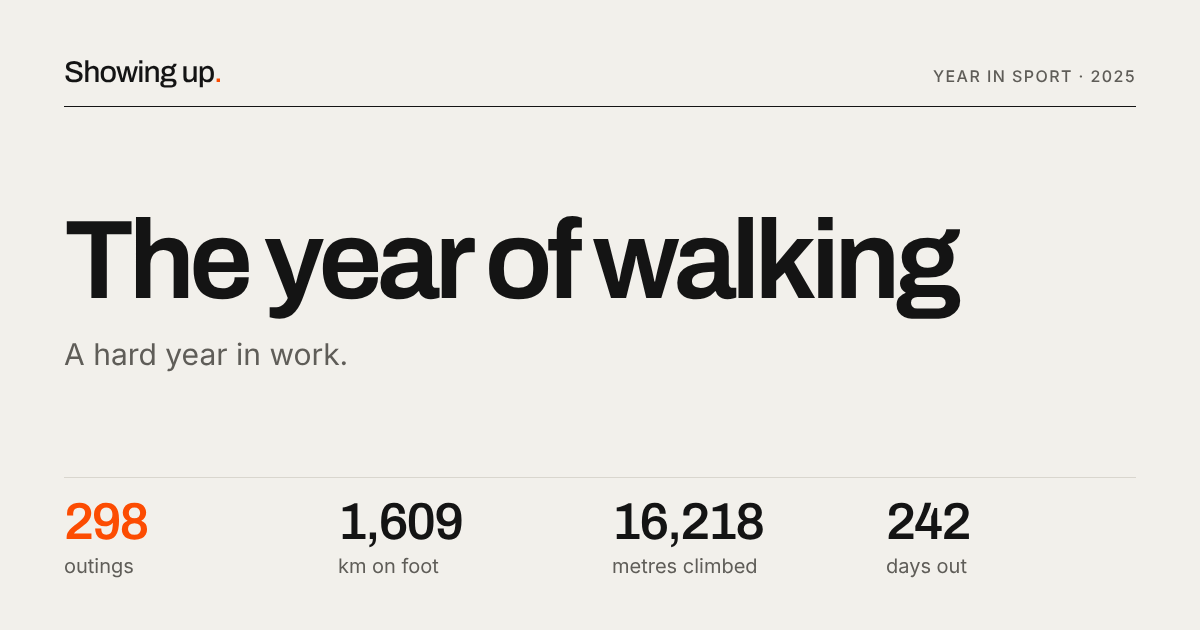 Showing up.
YEAR IN SPORT · 2025
The year of walking
A hard year in work.
298
outings
1,609
km on foot
16,218
metres climbed
242
days out